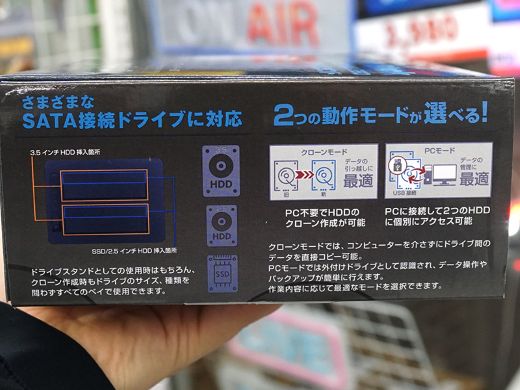 ON AIR
3,980
さまざまな
SATA接続ドライブに対応
3.5インチHDD挿入箇所
SSD/2.5インチHDD挿入箇所
HDD
HDD
SSD
ドライブスタンドとしての使用時はもちろん、
クローン作成時もドライブのサイズ、種類を
問わずすべてのベイで使用できます。
2つの動作モードが選べる!
クローンモード
データの
引っ越しに
最適
旧
新
PC不要でHDDの
クローン作成が可能
PCモード
データの
管理に
最適
USB接続
PCに接続して2つのHDD
に個別にアクセス可能
クローンモードでは、コンピューターを介さずにドライブ間の
データを直接コピー可能。
PCモードでは外付けドライブとして認識され、データ操作や
バックアップが簡単に行えます。
作業内容に応じて最適なモードを選択できます。